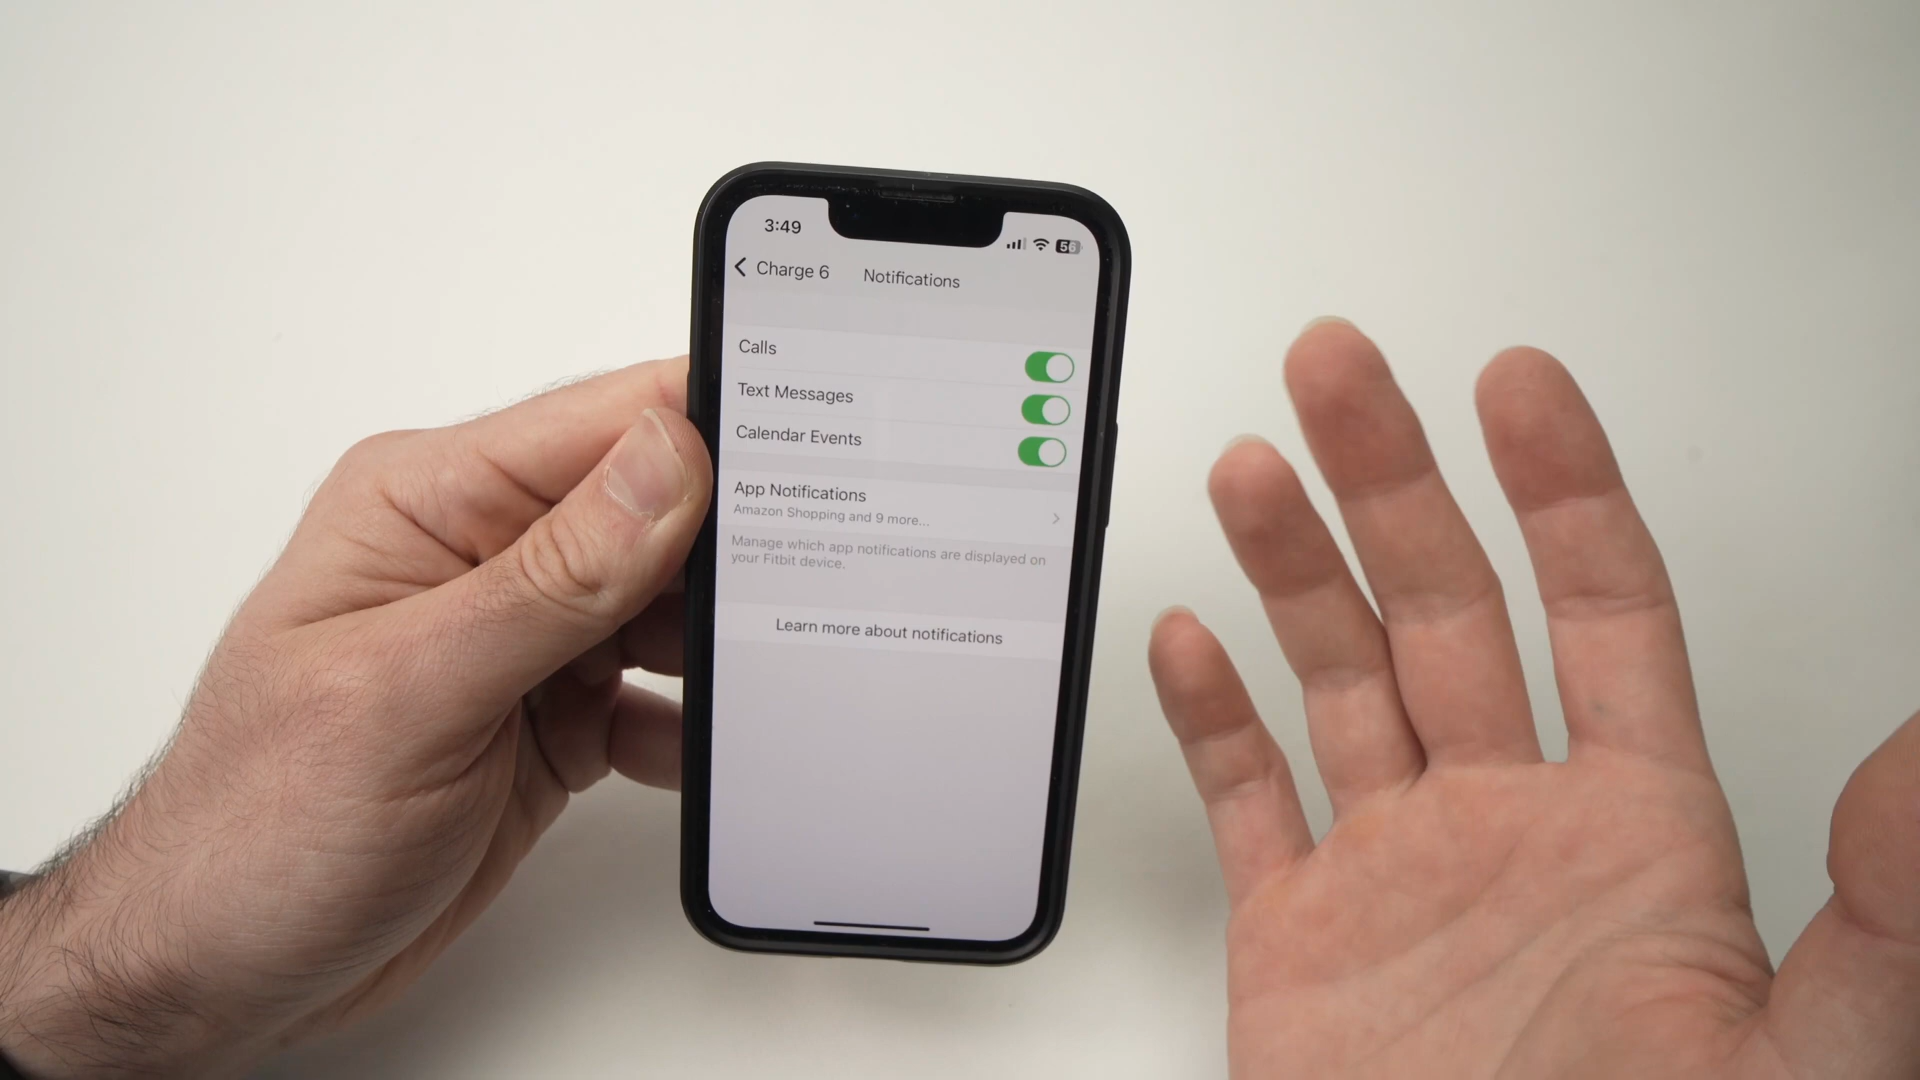 3:49
56
Charge 6
Notifications
Calls
Text Messages
Calendar Events
App Notifications
Amazon Shopping and 9 more...
Manage which app notifications are displayed on
your Fitbit device.
Learn more about notifications